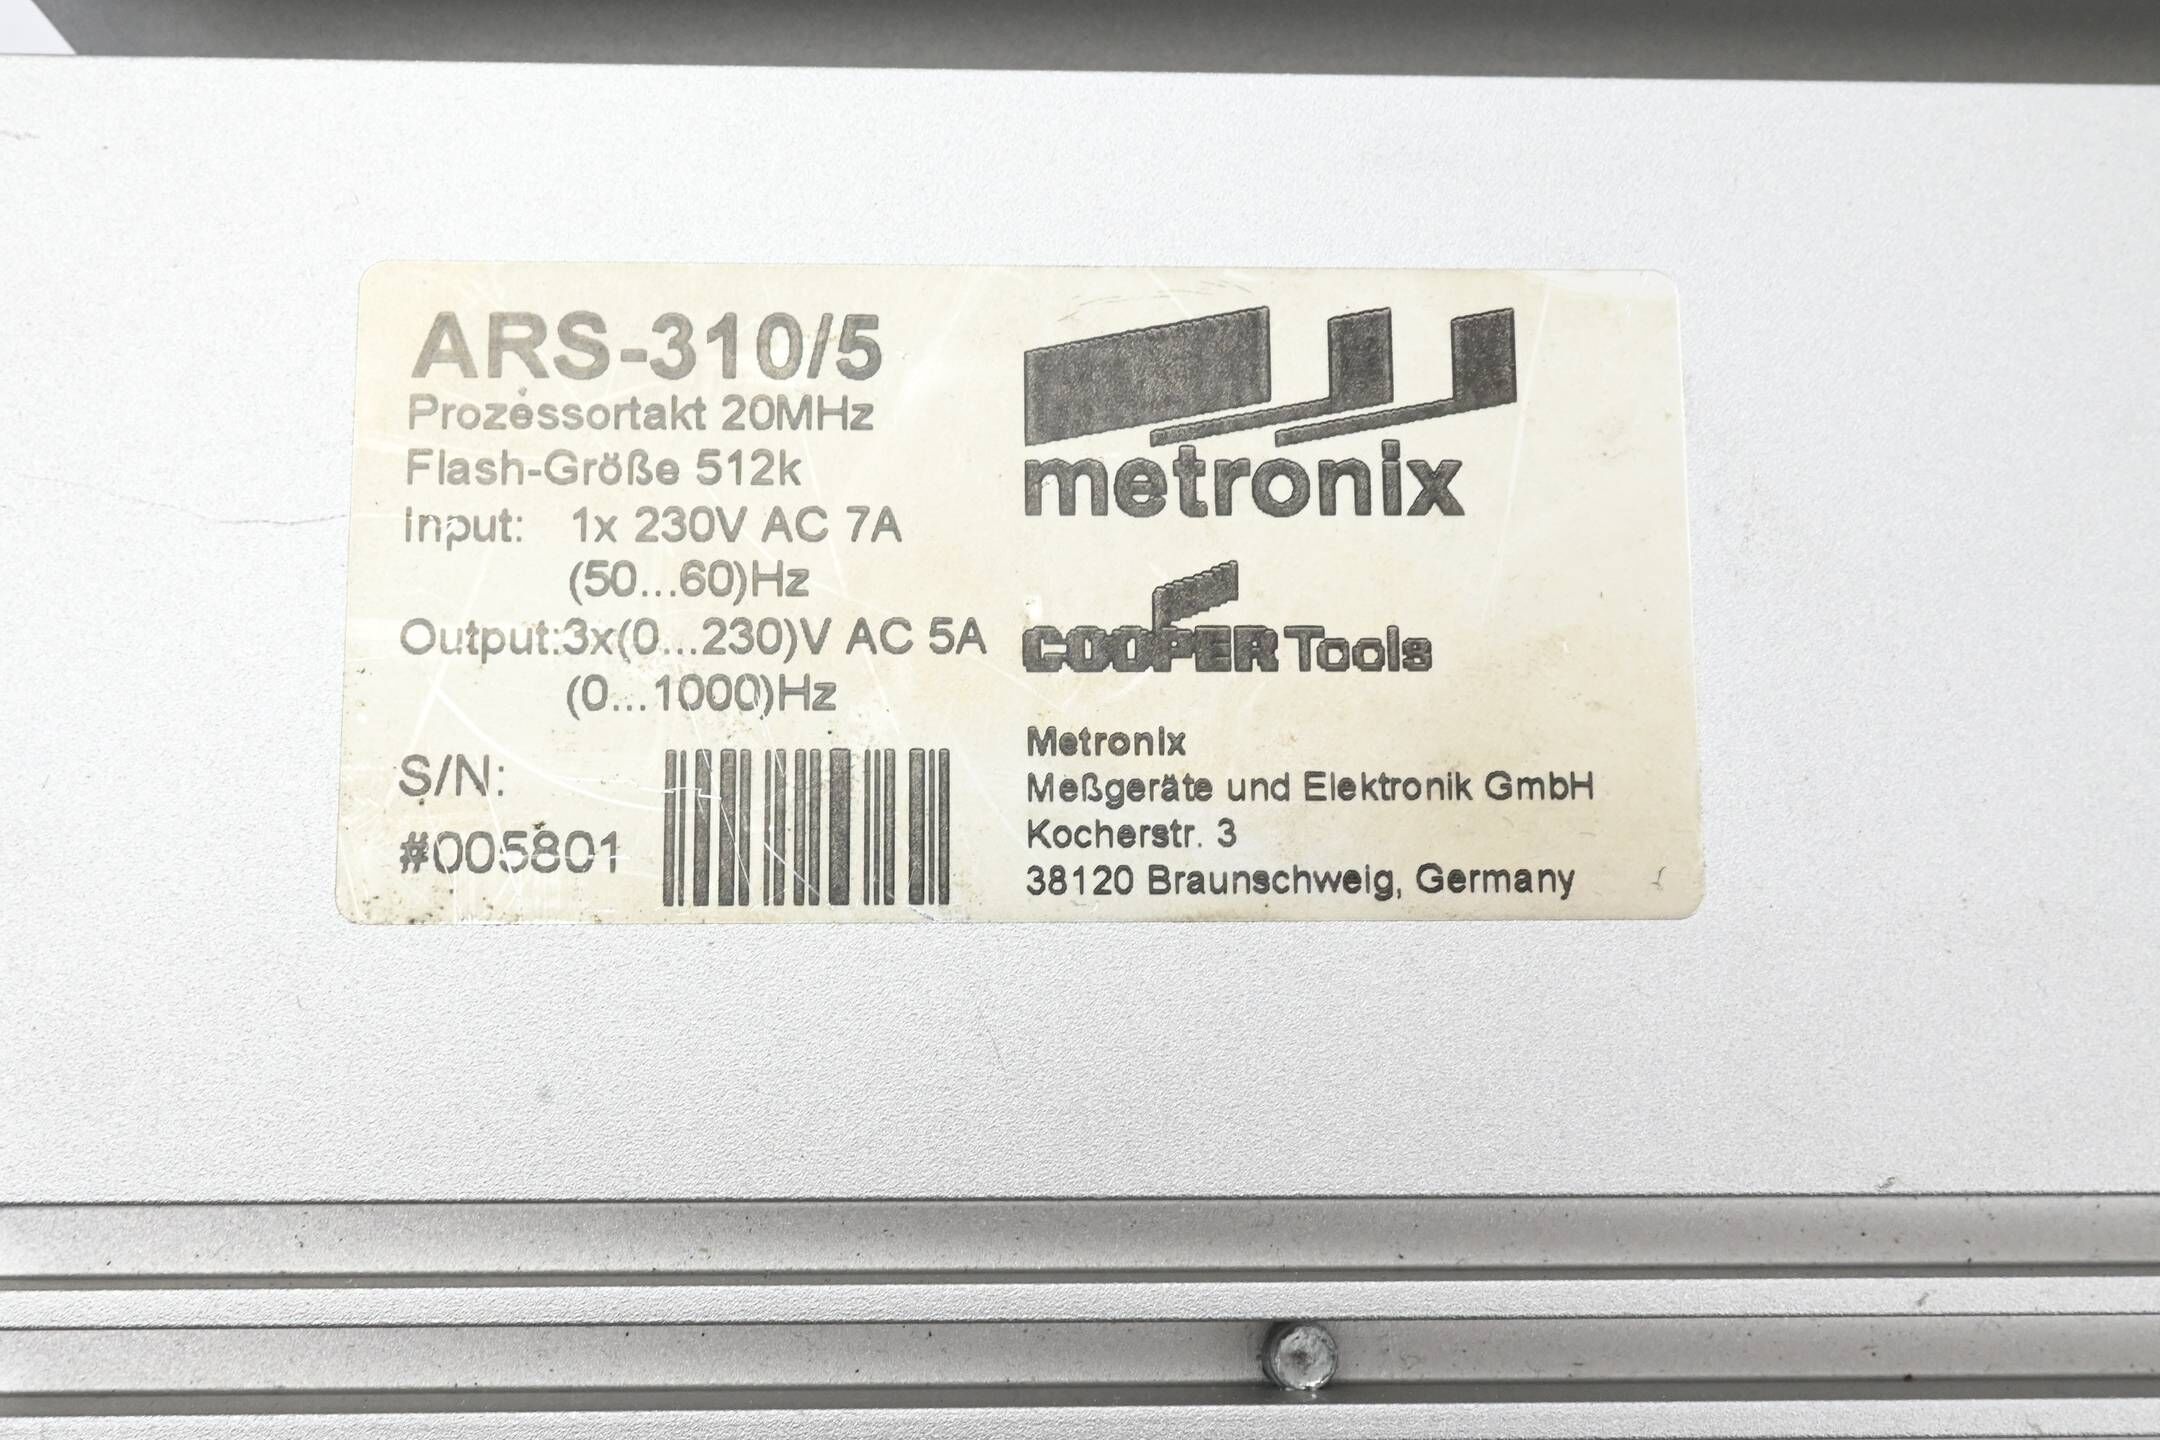 ARS-310/5
Prozessortakt 20MHz
Flash-Größe 512k
Input: 1x 230V AC 7A
(50...60)Hz
Output:3x(0...230)V AC 5A
(0...1000)Hz
S/N:
#005801
metronix
COOPER Tools
Metronix
Meßgeräte und Elektronik GmbH
Kocherstr. 3
38120 Braunschweig, Germany